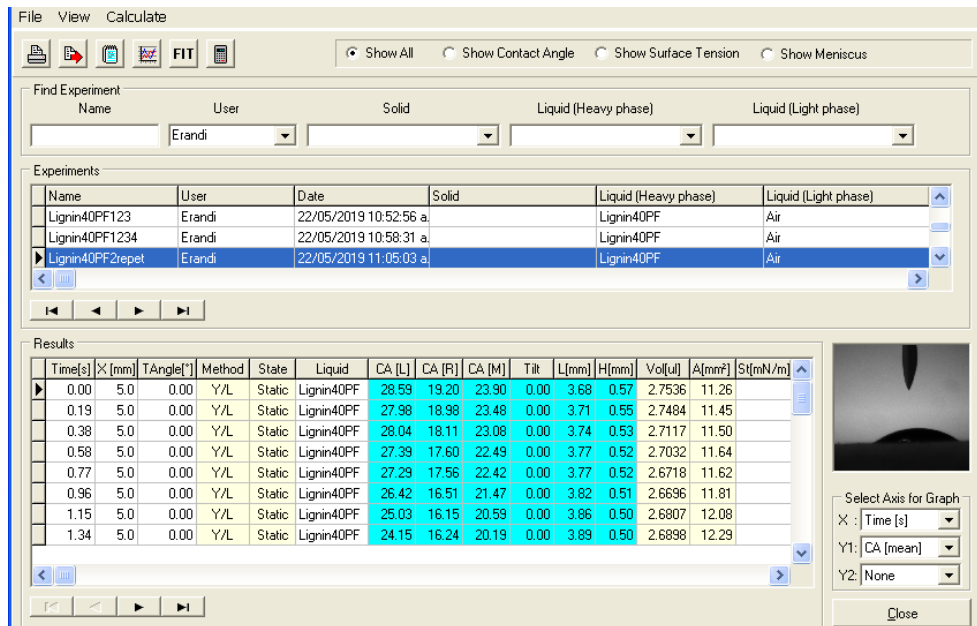 File View Calculate
FIT
Show All Show Contact Angle Show Surface Tension Show Meniscus
Find Experiment
Name User Solid Liquid (Heavy phase) Liquid (Light phase)
Erandi
Experiments
Name User Date Solid Liquid (Heavy phase) Liquid (Light phase)
Lignin40PF123 Erandi 22/05/2019 10:52:56 a. Lignin40PF Air
Lignin40PF1234 Erandi 22/05/2019 10:58:31 a. Lignin40PF Air
Lignin40PF2repet Erandi 22/05/2019 11:05:03 a. Lignin40PF Air
Results
Time[s] X [mm] TAngle[°] Method State Liquid CA [L] CA [R] CA [M] Tilt L[mm] H[mm] Vol[ul] A[mm²] St[mN/m]
0.00 5.0 0.00 Y/L Static Lignin40PF 28.59 19.20 23.90 0.00 3.68 0.57 2.7536 11.26
0.19 5.0 0.00 Y/L Static Lignin40PF 27.98 18.98 23.48 0.00 3.71 0.55 2.7484 11.45
0.38 5.0 0.00 Y/L Static Lignin40PF 28.04 18.11 23.08 0.00 3.74 0.53 2.7117 11.50
0.58 5.0 0.00 Y/L Static Lignin40PF 27.39 17.60 22.49 0.00 3.77 0.52 2.7032 11.64
0.77 5.0 0.00 Y/L Static Lignin40PF 27.29 17.56 22.42 0.00 3.77 0.52 2.6718 11.62
0.96 5.0 0.00 Y/L Static Lignin40PF 26.42 16.51 21.47 0.00 3.82 0.51 2.6696 11.81
1.15 5.0 0.00 Y/L Static Lignin40PF 25.03 16.15 20.59 0.00 3.86 0.50 2.6807 12.08
1.34 5.0 0.00 Y/L Static Lignin40PF 24.15 16.24 20.19 0.00 3.89 0.50 2.6898 12.29
Select Axis for Graph
X : Time [s]
Y1: CA [mean]
Y2: None
Close